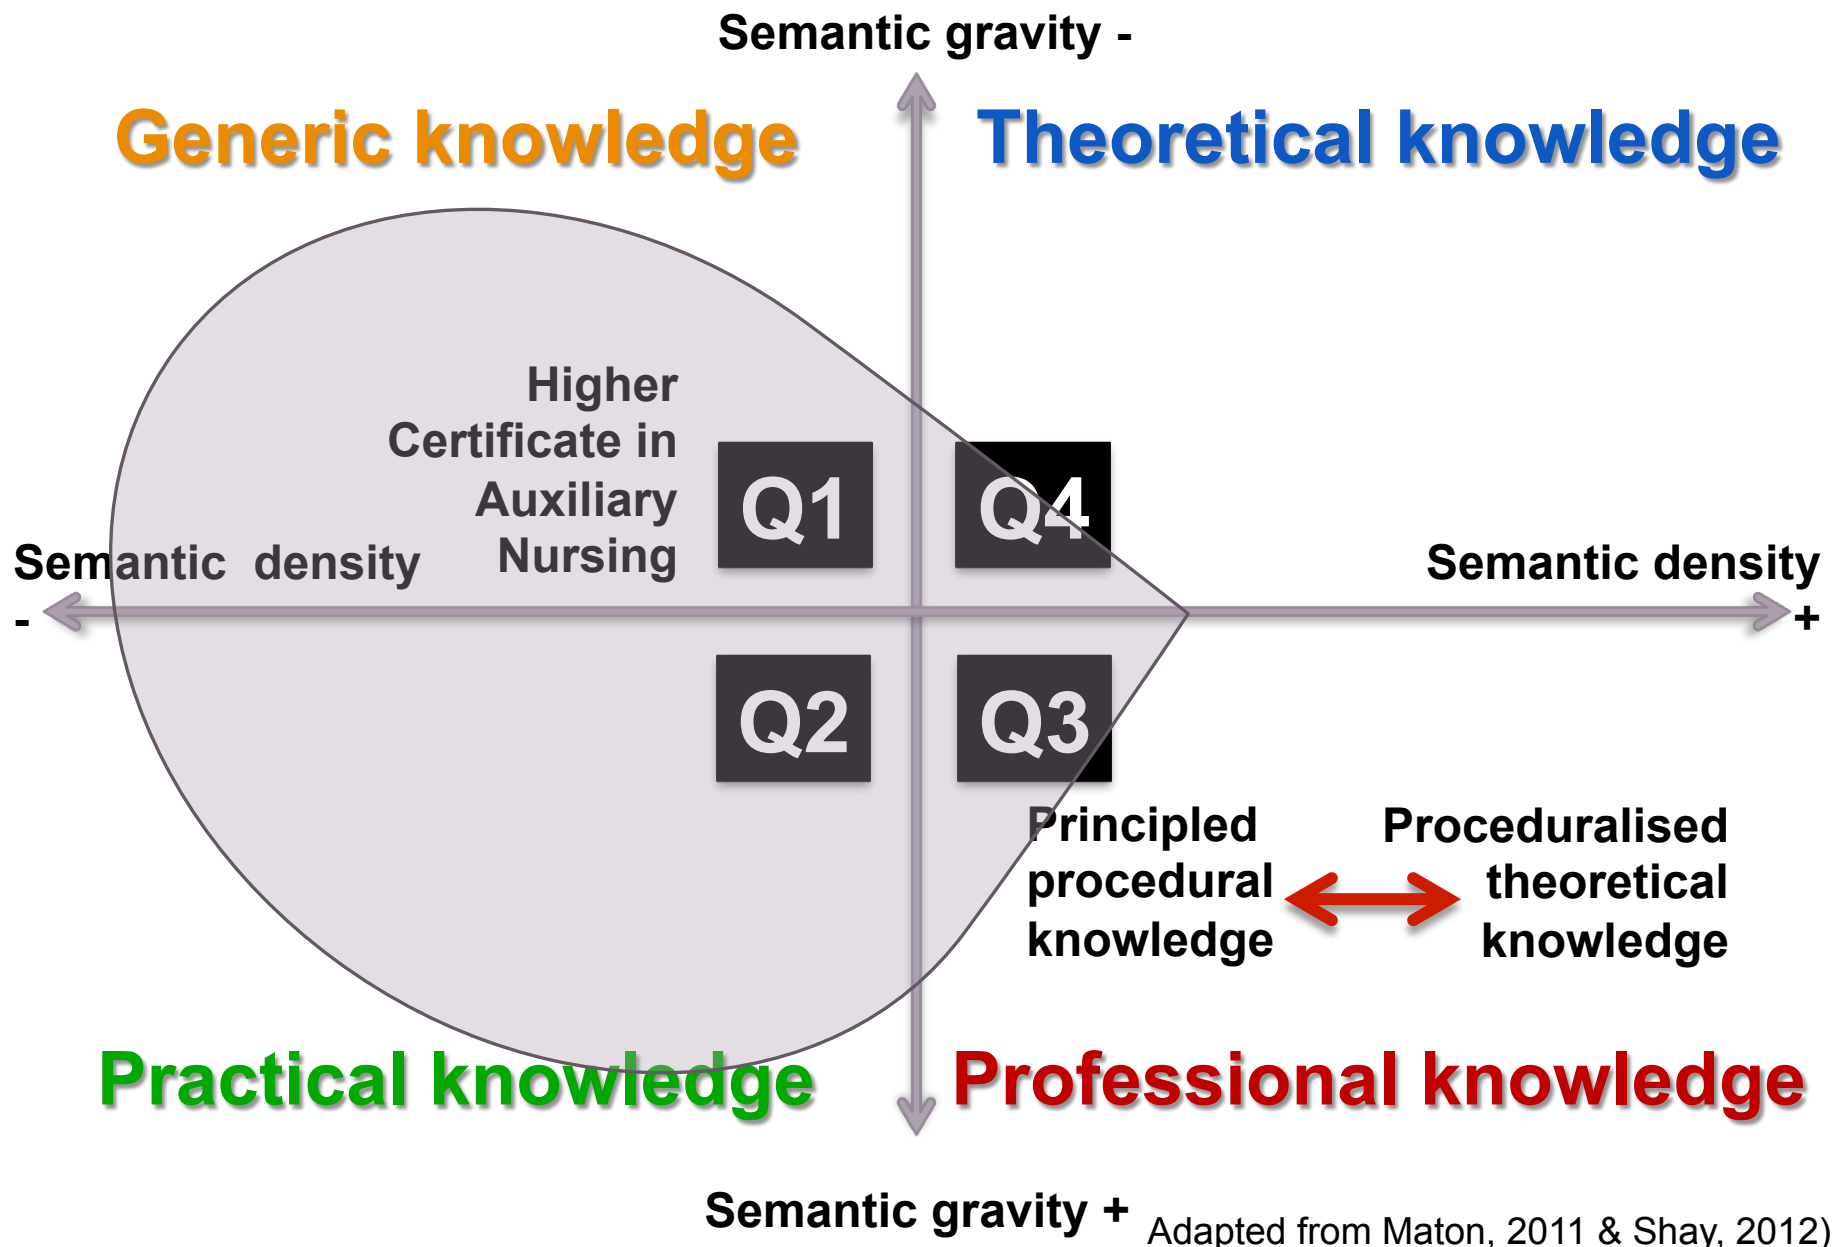 Semantic gravity -
Generic knowledge
Theoretical knowledge
Higher
Certificate in
Auxiliary
Nursing
Q1
Q4
Semantic density
-
Semantic density
+
Q2
Q3
Principled
procedural
knowledge
Proceduralised
theoretical
knowledge
Practical knowledge
Professional knowledge
Semantic gravity +
Adapted from Maton, 2011 & Shay, 2012)